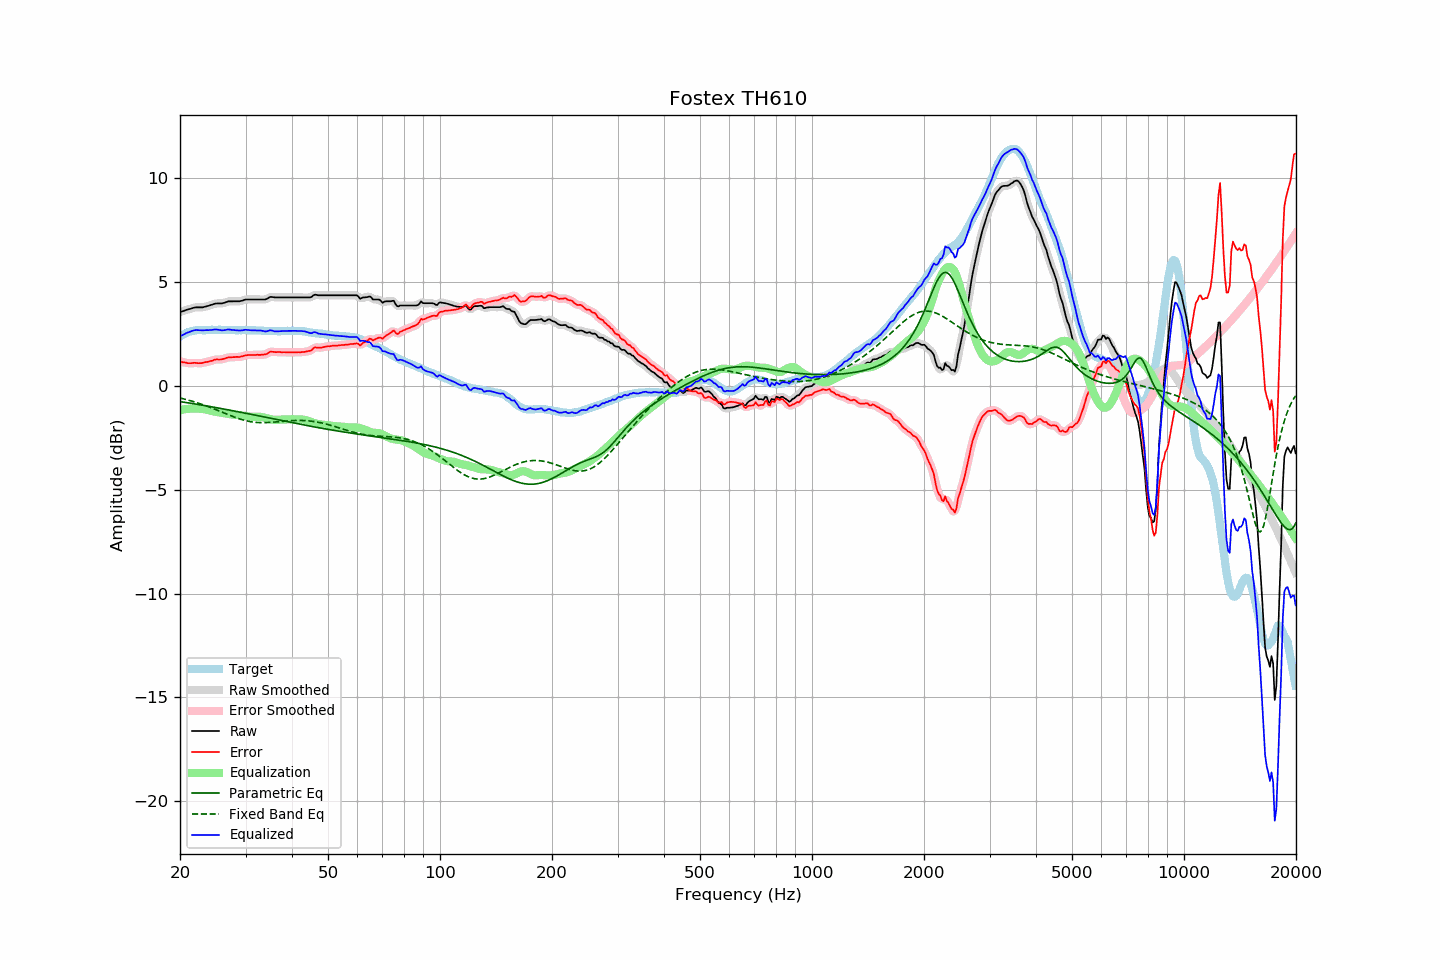 Fostex TH610
Amplitude (dBr)
10
5
0
−5
−10
−15
−20
Target
Raw Smoothed
Error Smoothed
Raw
Error
Equalization
Parametric Eq
Fixed Band Eq
Equalized
20 50 100 200 500 1000 2000 5000 10000 20000
Frequency (Hz)